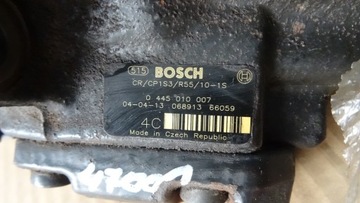 515 BOSCH
CR/CP1S3/R55/10-1S
0 445 010 007
04-04-13 068913 66059
4C
Made in Czech Republic